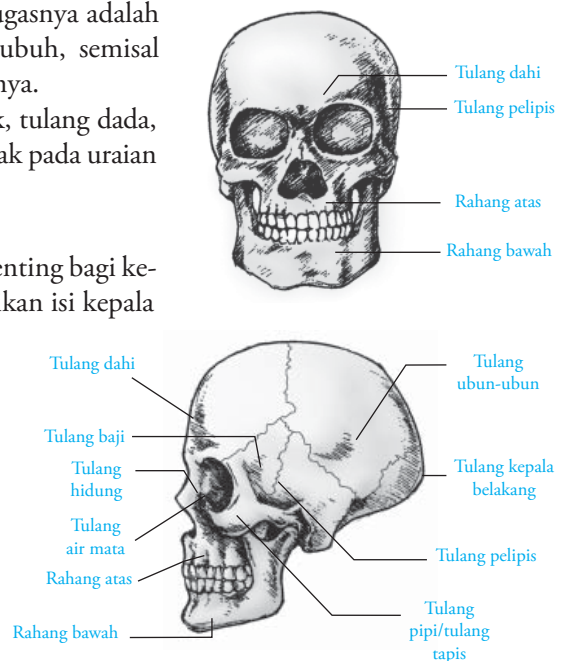 ugasnya adalah
ubuh, semisal
nya.
k, tulang dada,
ak pada uraian
enting bagi ke-
kan isi kepala
Tulang dahi
Tulang pelipis
Rahang atas
Rahang bawah
Tulang dahi
Tulang baji
Tulang
hidung
Tulang
air mata
Rahang atas
Rahang bawah
Tulang
ubun-ubun
Tulang kepala
belakang
Tulang pelipis
Tulang
pipi/tulang
tapis